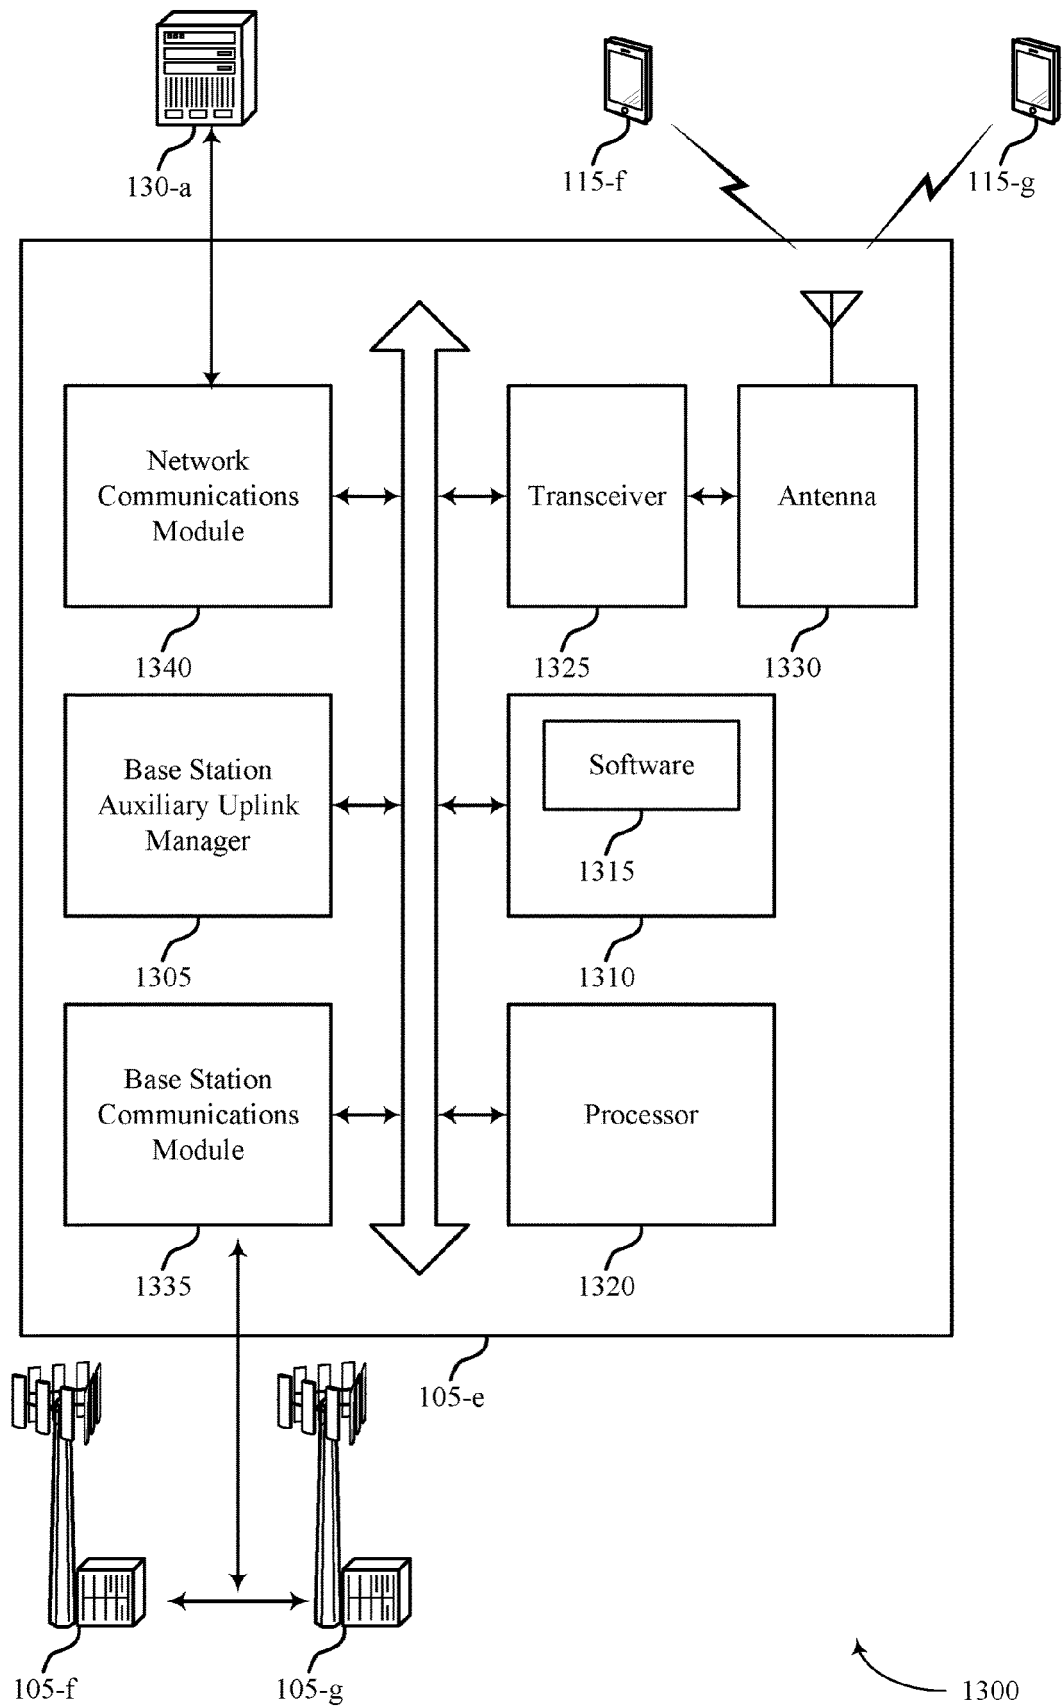 130-a
115-f
115-g
Network
Communications
Module
Transceiver
Antenna
1340
1325
1330
Base Station
Auxiliary Uplink
Manager
Software
1315
1305
1310
Base Station
Communications
Module
Processor
1335
1320
105-e
105-f
105-g
1300